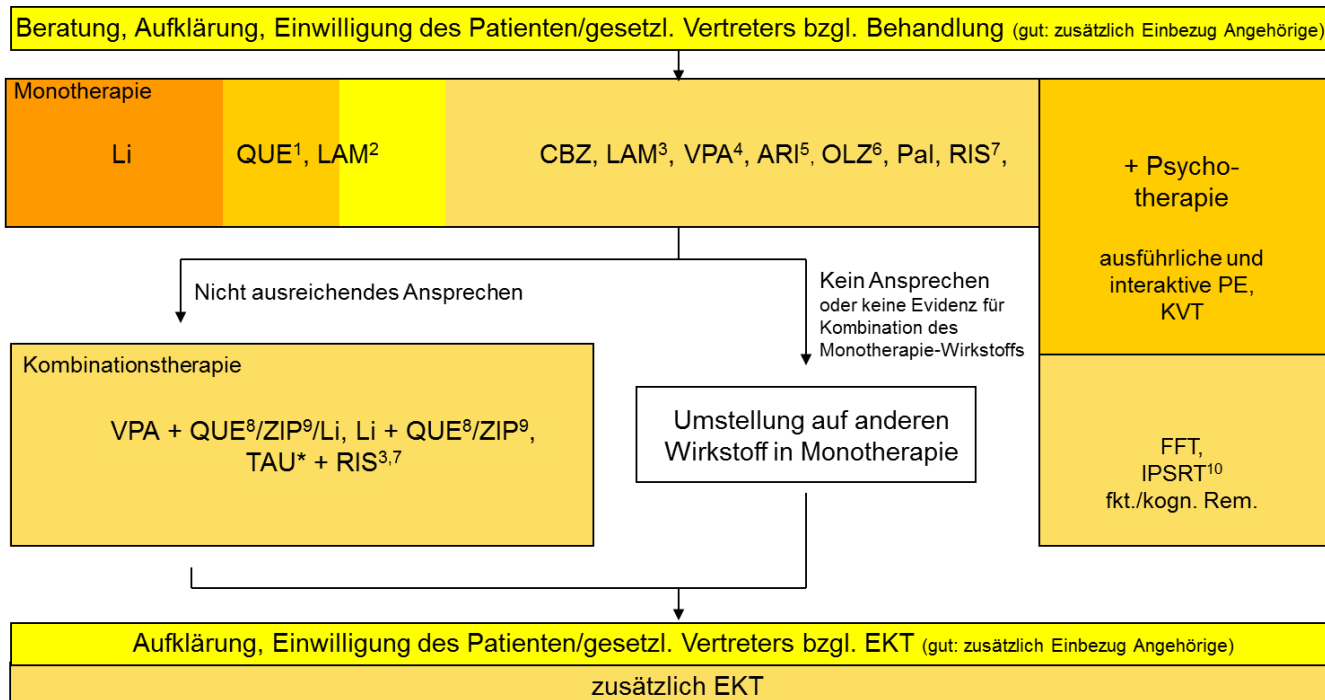 Beratung, Aufklärung, Einwilligung des Patienten/gesetzl. Vertreters bzgl. Behandlung (gut: zusätzlich Einbezug Angehörige)
Monotherapie
Li
QUE¹, LAM²
CBZ, LAM³, VPA⁴, ARI⁵, OLZ⁶, Pal, RIS⁷,
+ Psycho-
therapie
ausführliche und
interaktive PE,
KVT
Nicht ausreichendes Ansprechen
Kein Ansprechen
oder keine Evidenz für
Kombination des
Monotherapie-Wirkstoffs
Kombinationstherapie
VPA + QUE⁸/ZIP⁹/Li, Li + QUE⁸/ZIP⁹,
TAU* + RIS³,⁷
Umstellung auf anderen
Wirkstoff in Monotherapie
FFT,
IPSRT¹⁰
fkt./kogn. Rem.
Aufklärung, Einwilligung des Patienten/gesetzl. Vertreters bzgl. EKT (gut: zusätzlich Einbezug Angehörige)
zusätzlich EKT